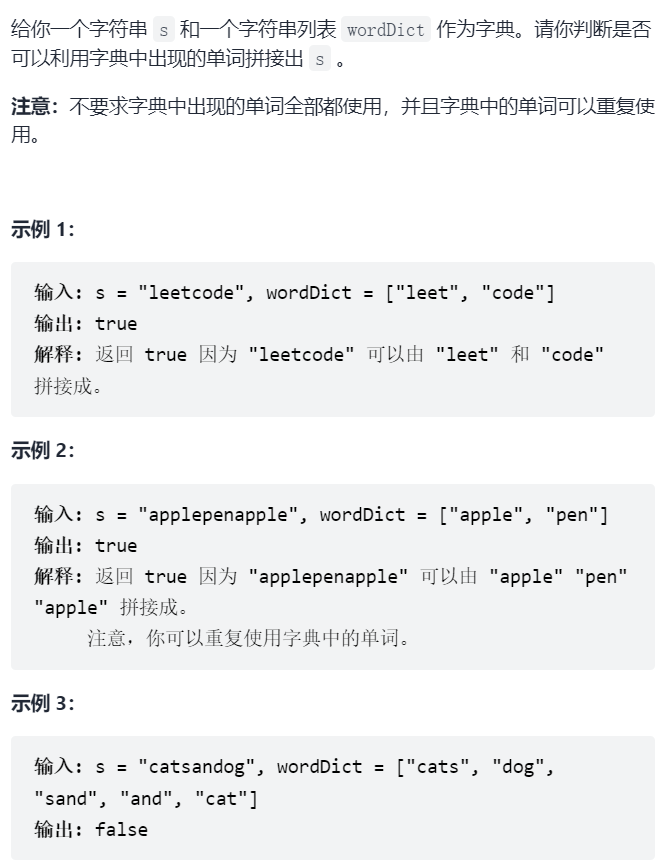 给你一个字符串 s 和一个字符串列表 wordDict 作为字典。请你判断是否
可以利用字典中出现的单词拼接出 s 。
注意：不要求字典中出现的单词全部都使用，并且字典中的单词可以重复使
用。
示例 1：
输入: s = "leetcode", wordDict = ["leet", "code"]
输出: true
解释: 返回 true 因为 "leetcode" 可以由 "leet" 和 "code"
拼接成。
示例 2：
输入: s = "applepenapple", wordDict = ["apple", "pen"]
输出: true
解释: 返回 true 因为 "applepenapple" 可以由 "apple" "pen"
"apple" 拼接成。
注意，你可以重复使用字典中的单词。
示例 3：
输入: s = "catsandog", wordDict = ["cats", "dog",
"sand", "and", "cat"]
输出: false